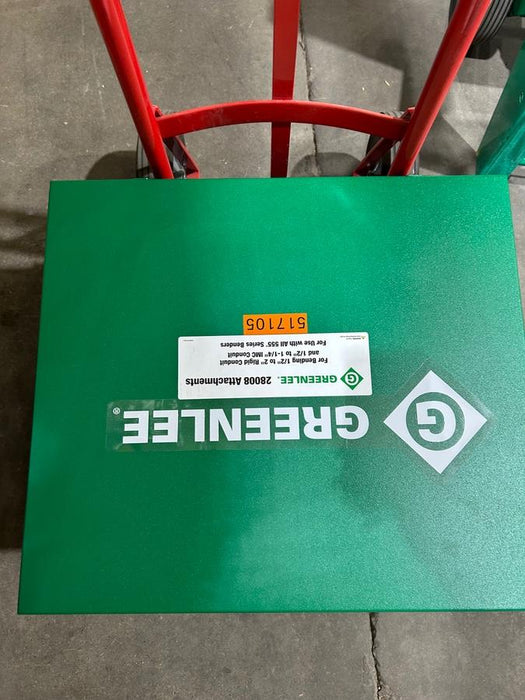 G GREENLEE®
GREENLEE. 28008 Attachments
For Bending 1/2" to 2" Rigid Conduit
and 1/2" to 1-1/4" IMC Conduit
For Use with All 555® Series Benders
517105